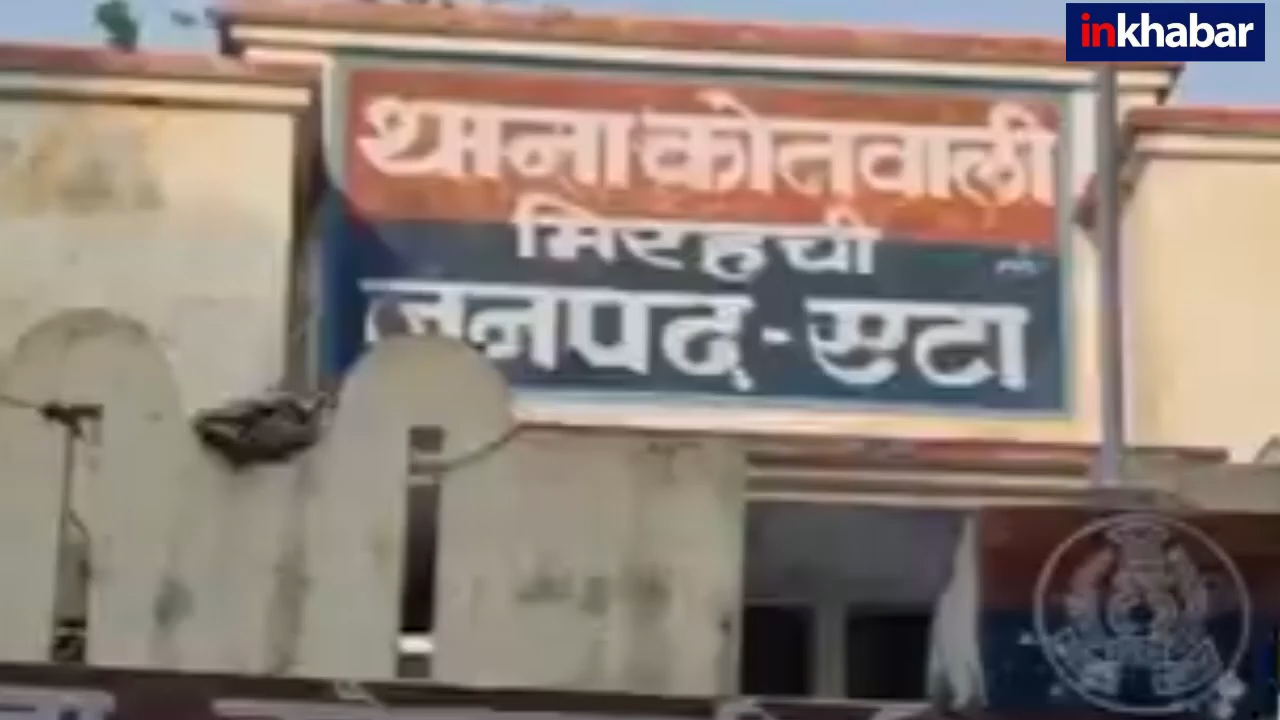 inkhabar
थाना कोतवाली
मिरहची
जनपद - एटा